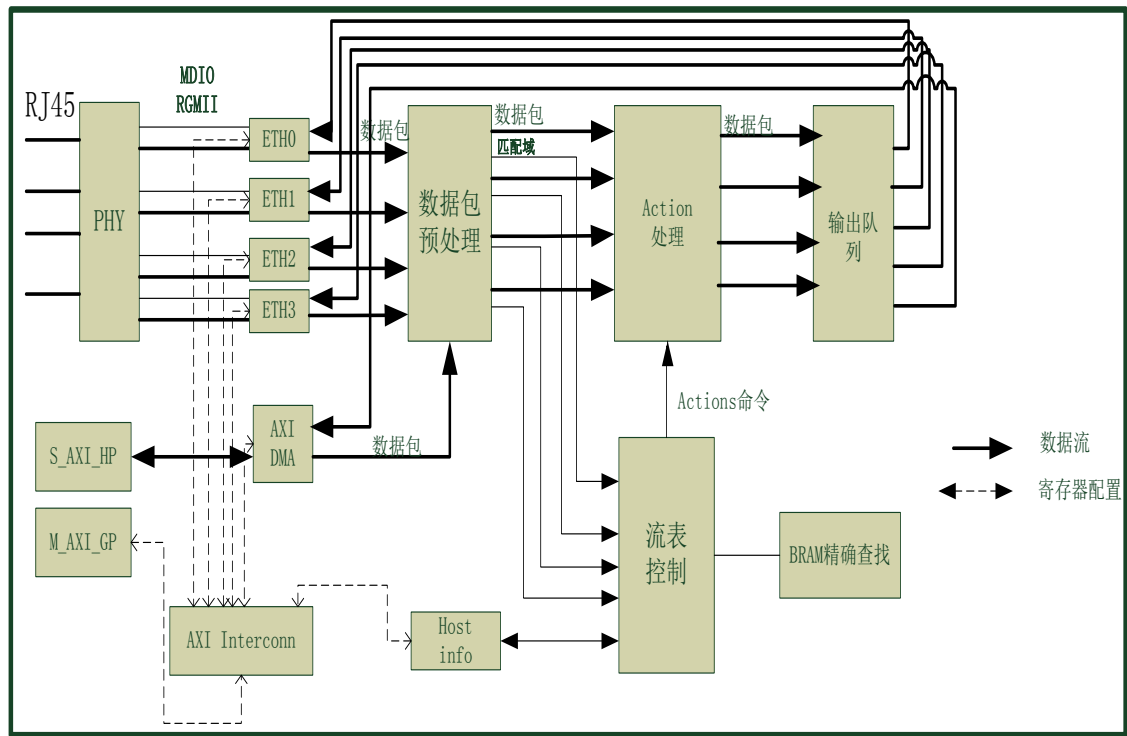 MDIO
RGMII
RJ45
PHY
ETH0
ETH1
ETH2
ETH3
数据包
数据包
预处理
数据包
匹配域
Action
处理
数据包
输出队
列
S_AXI_HP
AXI
DMA
数据包
Actions命令
数据流
寄存器配置
M_AXI_GP
流表
控制
BRAM精确查找
AXI Interconn
Host
info